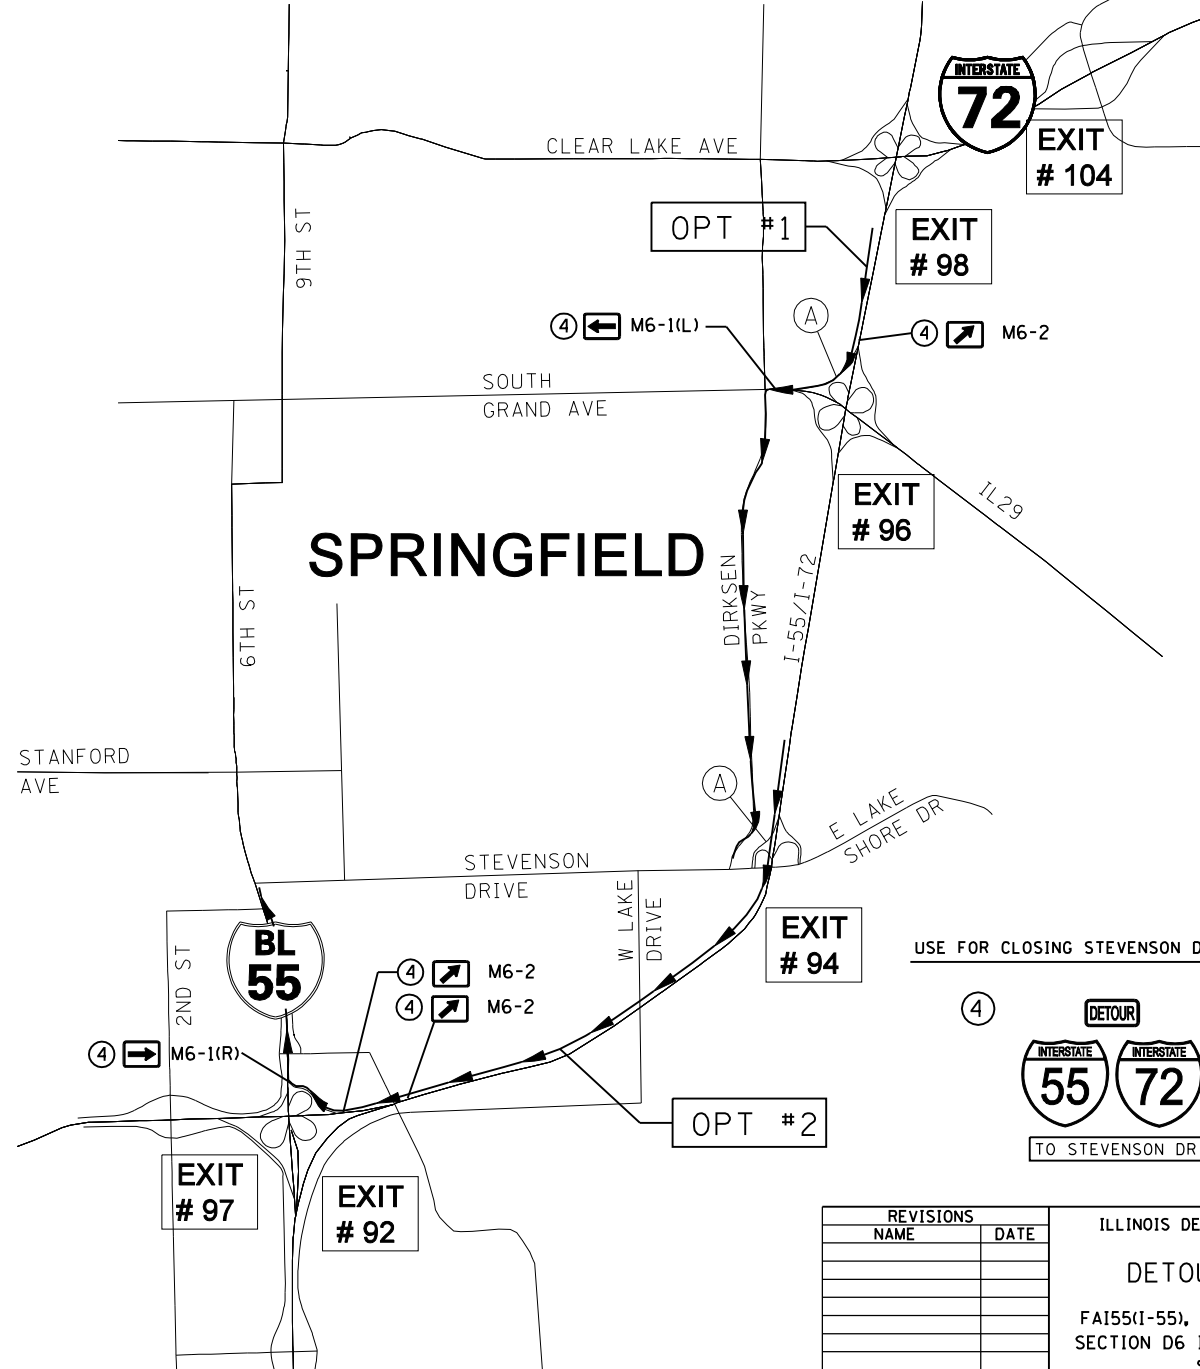 INTERSTATE
72
EXIT
# 104
CLEAR LAKE AVE
9TH ST
OPT #1
EXIT
# 98
4 M6-1(L)
A
4 M6-2
SOUTH
GRAND AVE
EXIT
# 96
IL29
SPRINGFIELD
DIRKSEN
PKWY
I-55/I-72
6TH ST
STANFORD
AVE
A
E LAKE
SHORE DR
STEVENSON
DRIVE
W LAKE
DRIVE
EXIT
# 94
BL
55
2ND ST
4 M6-2
4 M6-2
4 M6-1(R)
USE FOR CLOSING STEVENSON D
4
DETOUR
INTERSTATE
55
INTERSTATE
72
TO STEVENSON DR
OPT #2
EXIT
# 97
EXIT
# 92
REVISIONS
NAME DATE
ILLINOIS DE
DETOU
FAI55(I-55),
SECTION D6 I